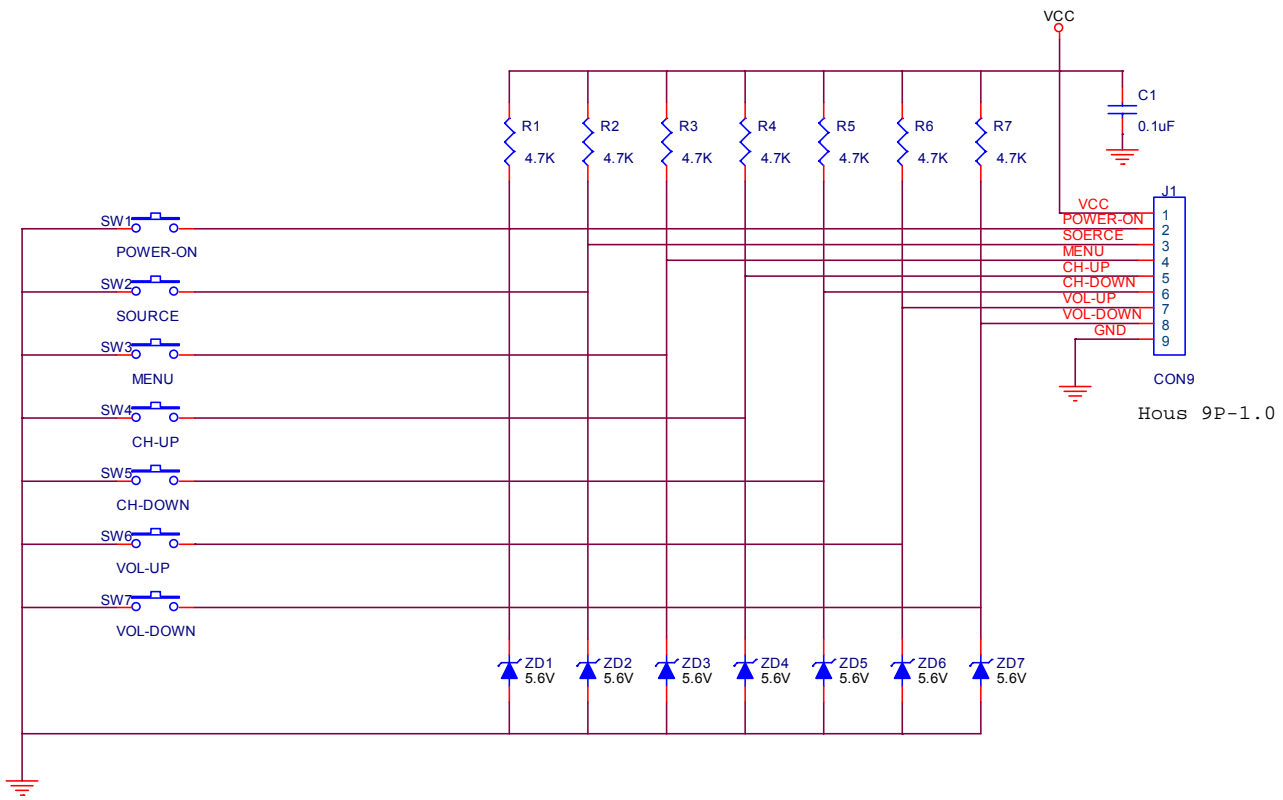 VCC
C1
0.1uF
R1
4.7K
R2
4.7K
R3
4.7K
R4
4.7K
R5
4.7K
R6
4.7K
R7
4.7K
J1
VCC
1
POWER-ON
2
SOERCE
3
MENU
4
CH-UP
5
CH-DOWN
6
VOL-UP
7
VOL-DOWN
8
GND
9
CON9
Hous 9P-1.0
SW1
POWER-ON
SW2
SOURCE
SW3
MENU
SW4
CH-UP
SW5
CH-DOWN
SW6
VOL-UP
SW7
VOL-DOWN
ZD1
5.6V
ZD2
5.6V
ZD3
5.6V
ZD4
5.6V
ZD5
5.6V
ZD6
5.6V
ZD7
5.6V